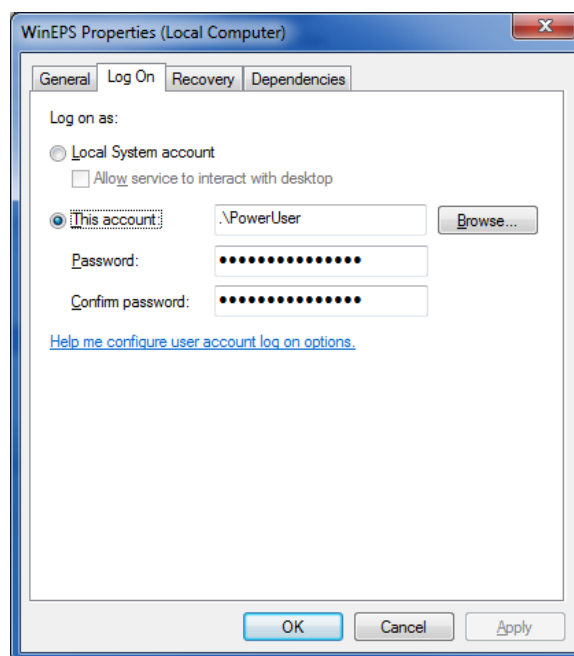 WinEPS Properties (Local Computer)
General Log On Recovery Dependencies
Log on as:
Local System account
Allow service to interact with desktop
This account: .\PowerUser Browse...
Password: •••••••••••••••
Confirm password: •••••••••••••••
Help me configure user account log on options.
OK Cancel Apply